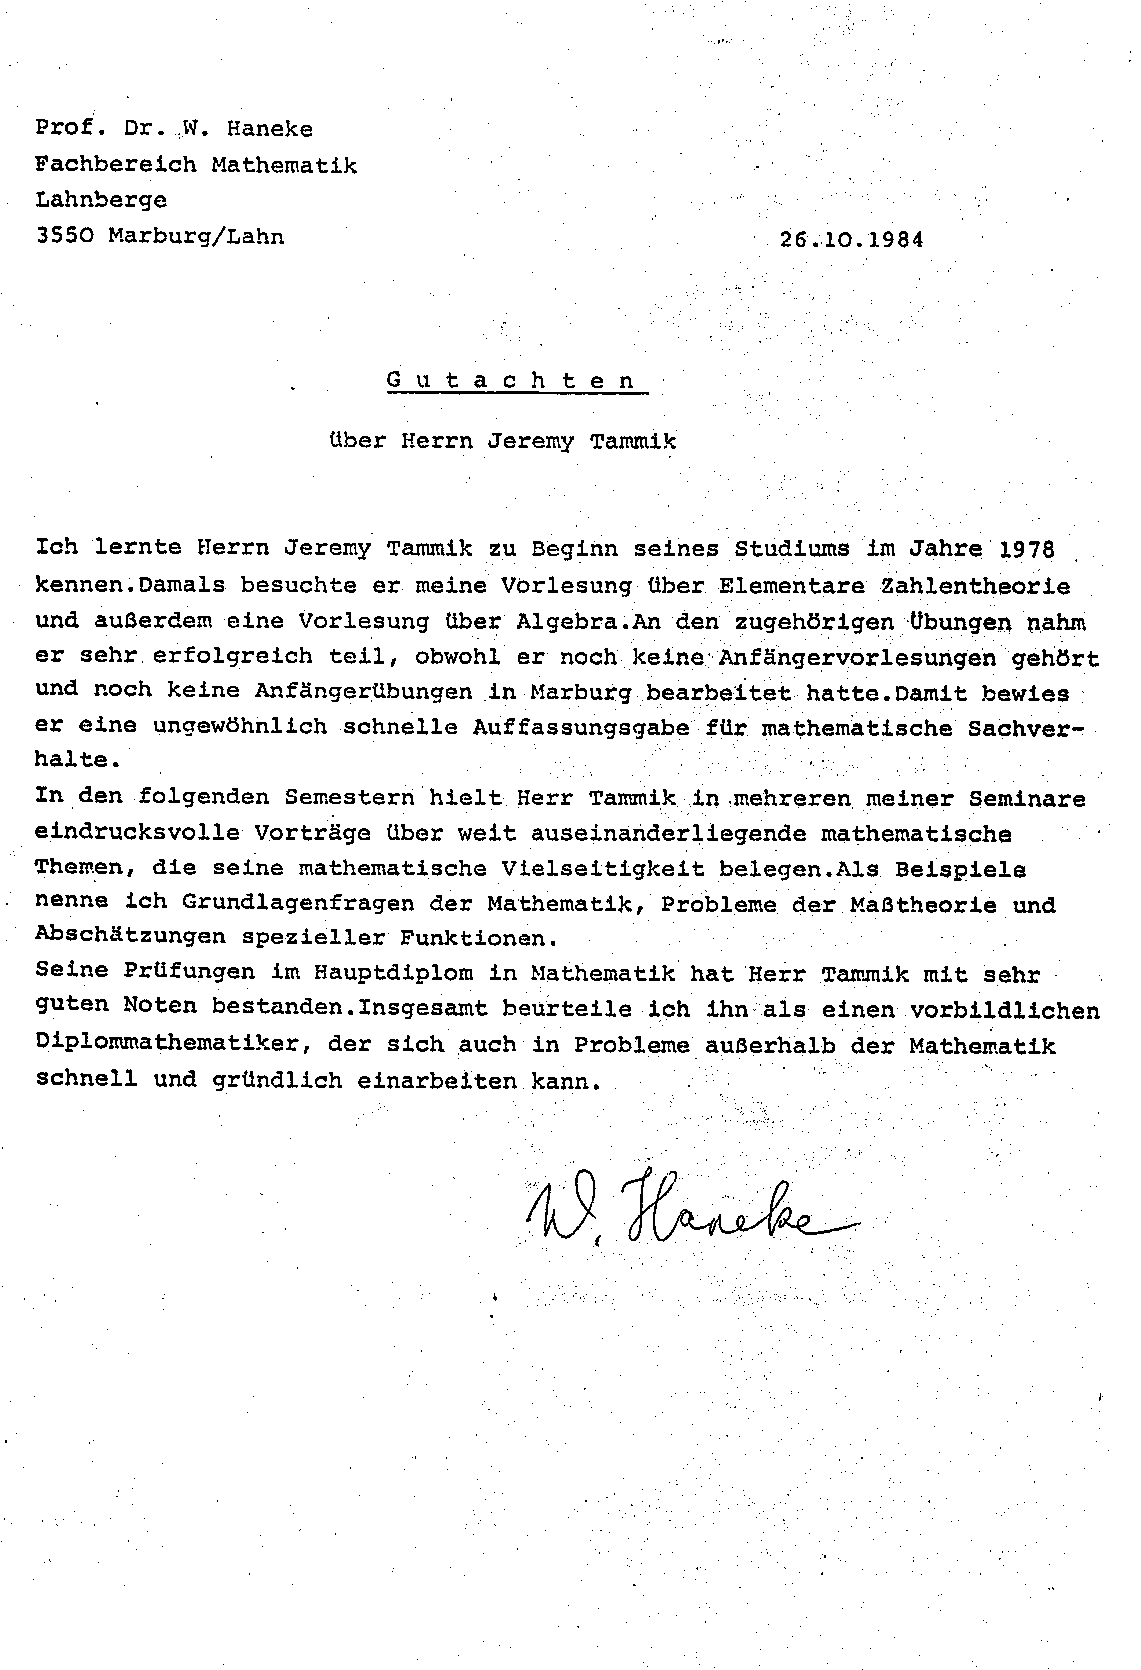 Prof. Dr. W. Haneke
Fachbereich Mathematik
Lahnberge
3550 Marburg/Lahn
26.10.1984
G u t a c h t e n
über Herrn Jeremy Tammik
Ich lernte Herrn Jeremy Tammik zu Beginn seines Studiums im Jahre 1978
kennen.Damals besuchte er meine Vorlesung über Elementare Zahlentheorie
und außerdem eine Vorlesung über Algebra.An den zugehörigen Übungen nahm
er sehr erfolgreich teil, obwohl er noch keine Anfängervorlesungen gehört
und noch keine Anfängerübungen in Marburg bearbeitet hatte.Damit bewies
er eine ungewöhnlich schnelle Auffassungsgabe für mathematische Sachver-
halte.
In den folgenden Semestern hielt Herr Tammik in mehreren meiner Seminare
eindrucksvolle Vorträge über weit auseinanderliegende mathematische
Themen, die seine mathematische Vielseitigkeit belegen.Als Beispiele
nenne ich Grundlagenfragen der Mathematik, Probleme der Maßtheorie und
Abschätzungen spezieller Funktionen.
Seine Prüfungen im Hauptdiplom in Mathematik hat Herr Tammik mit sehr
guten Noten bestanden.Insgesamt beurteile ich ihn als einen vorbildlichen
Diplommathematiker, der sich auch in Probleme außerhalb der Mathematik
schnell und gründlich einarbeiten kann.
W. Haneke